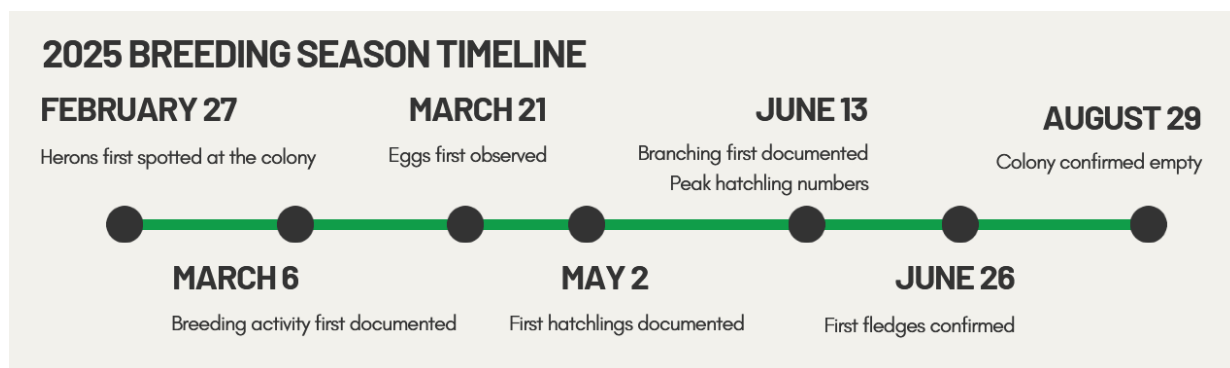 2025 BREEDING SEASON TIMELINE
FEBRUARY 27
Herons first spotted at the colony
MARCH 6
Breeding activity first documented
MARCH 21
Eggs first observed
MAY 2
First hatchlings documented
JUNE 13
Branching first documented
Peak hatchling numbers
JUNE 26
First fledges confirmed
AUGUST 29
Colony confirmed empty